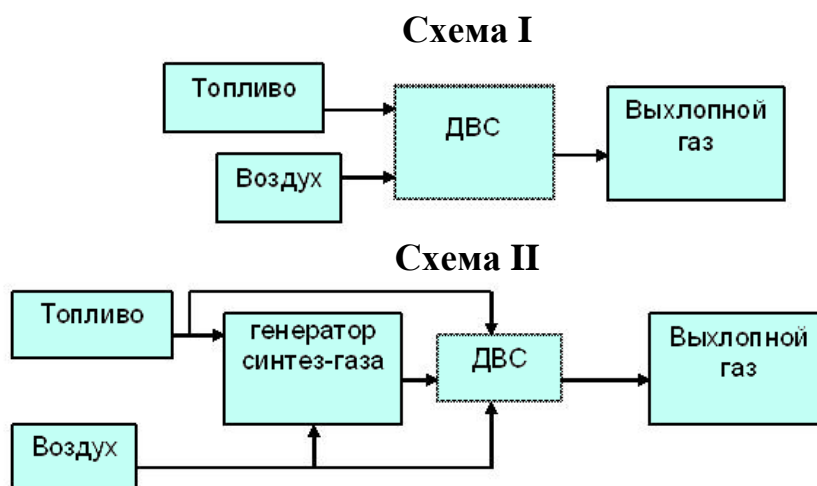 Схема I
Топливо
ДВС
Выхлопной
газ
Воздух
Схема II
Топливо
генератор
синтез-газа
ДВС
Выхлопной
газ
Воздух